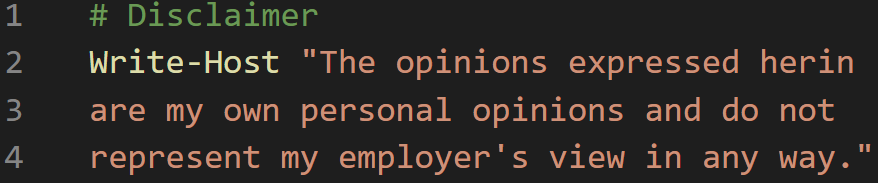 1 # Disclaimer
2 Write-Host "The opinions expressed herin
3 are my own personal opinions and do not
4 represent my employer's view in any way."